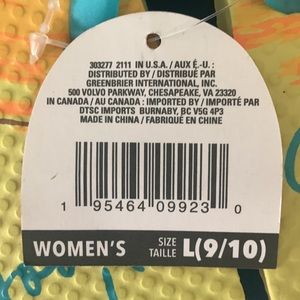 303277 2111 IN U.S.A. / AUX É.-U. :
DISTRIBUTED BY / DISTRIBUÉ PAR
GREENBRIER INTERNATIONAL, INC.
500 VOLVO PARKWAY, CHESAPEAKE, VA 23320
IN CANADA / AU CANADA : IMPORTED BY / IMPORTÉ PAR
DTSC IMPORTS BURNABY, BC V5G 4P3
MADE IN CHINA / FABRIQUÉ EN CHINE
1 95464 09923 0
WOMEN'S SIZE TAILLE L(9/10)